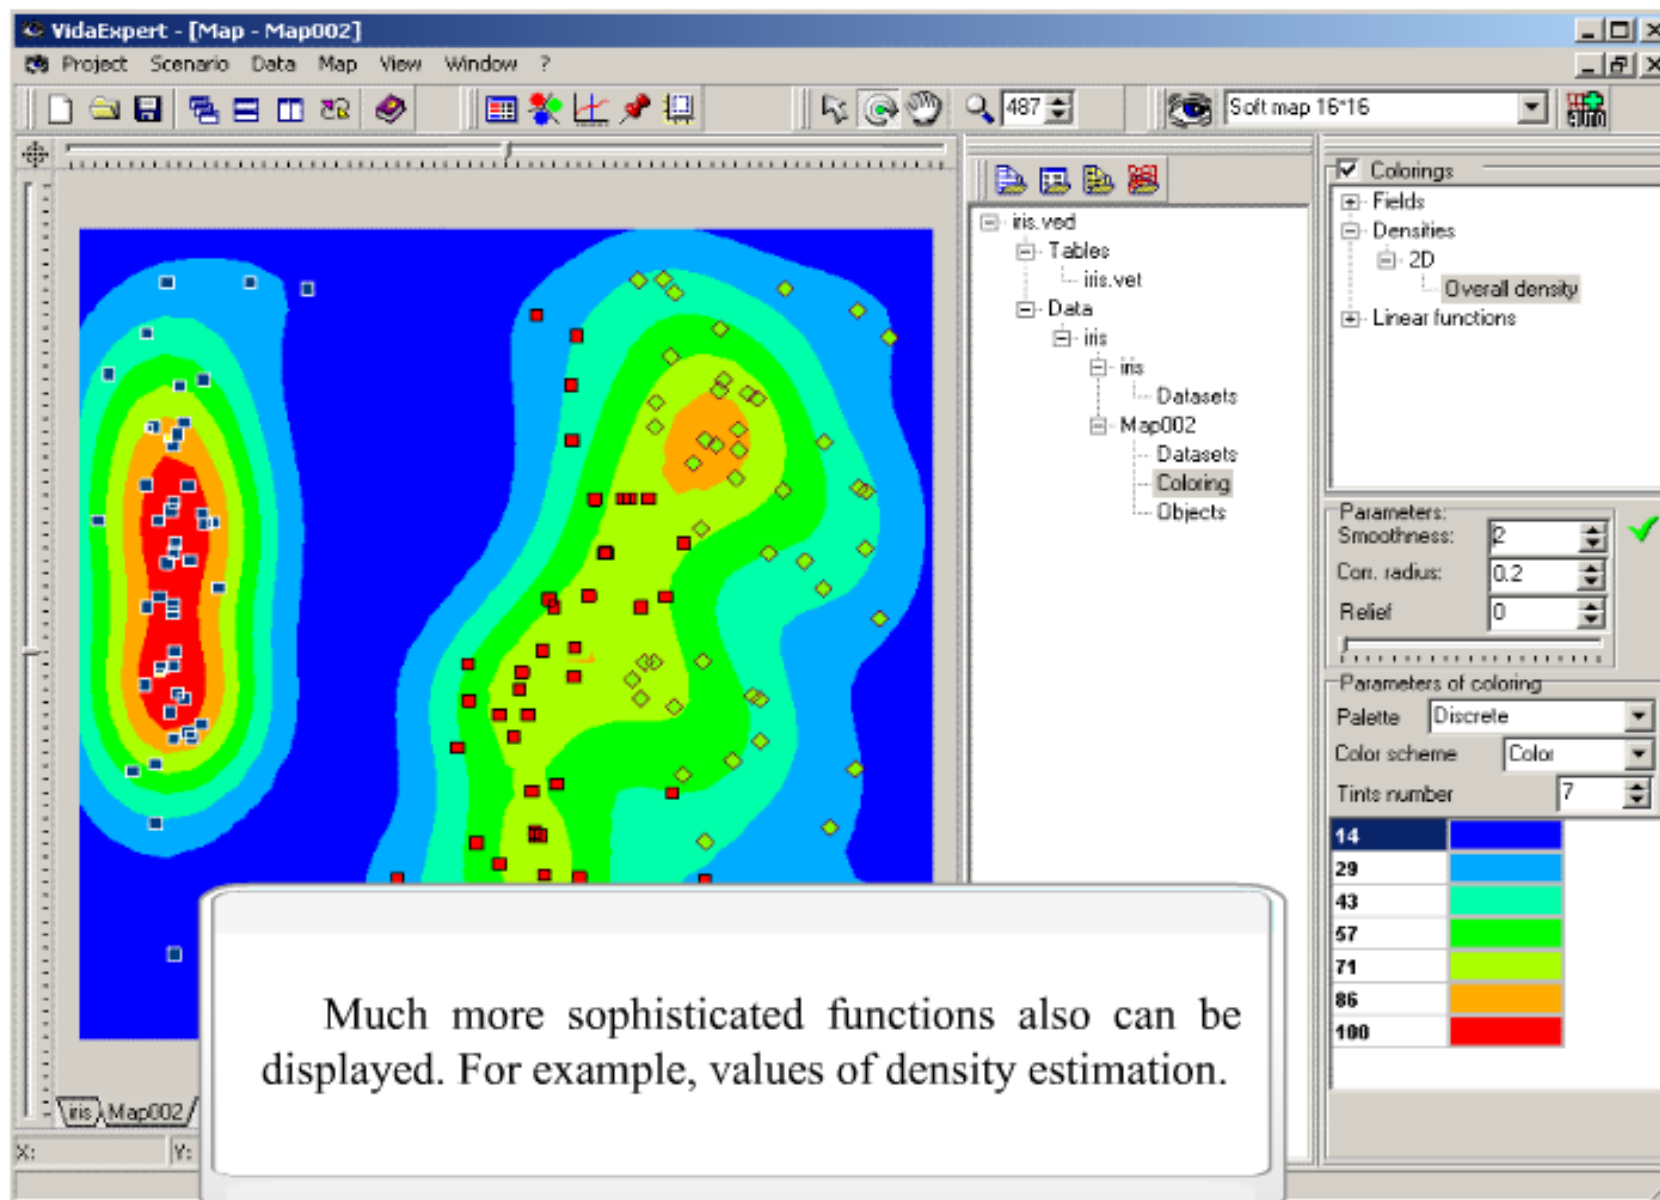 VidaExpert - [Map - Map002]
Project Scenario Data Map View Window ?
487
Soft map 16*16
Colorings
Fields
Densities
2D
Overall density
Linear functions
iris.ved
Tables
iris.vet
Data
iris
iris
Datasets
Map002
Datasets
Coloring
Objects
Parameters:
Smoothness: 2
Corr. radius: 0.2
Relief 0
Parameters of coloring
Palette Discrete
Color scheme Color
Tints number 7
14
29
43
57
71
86
100
Much more sophisticated functions also can be
displayed. For example, values of density estimation.
iris Map002
X: Y: